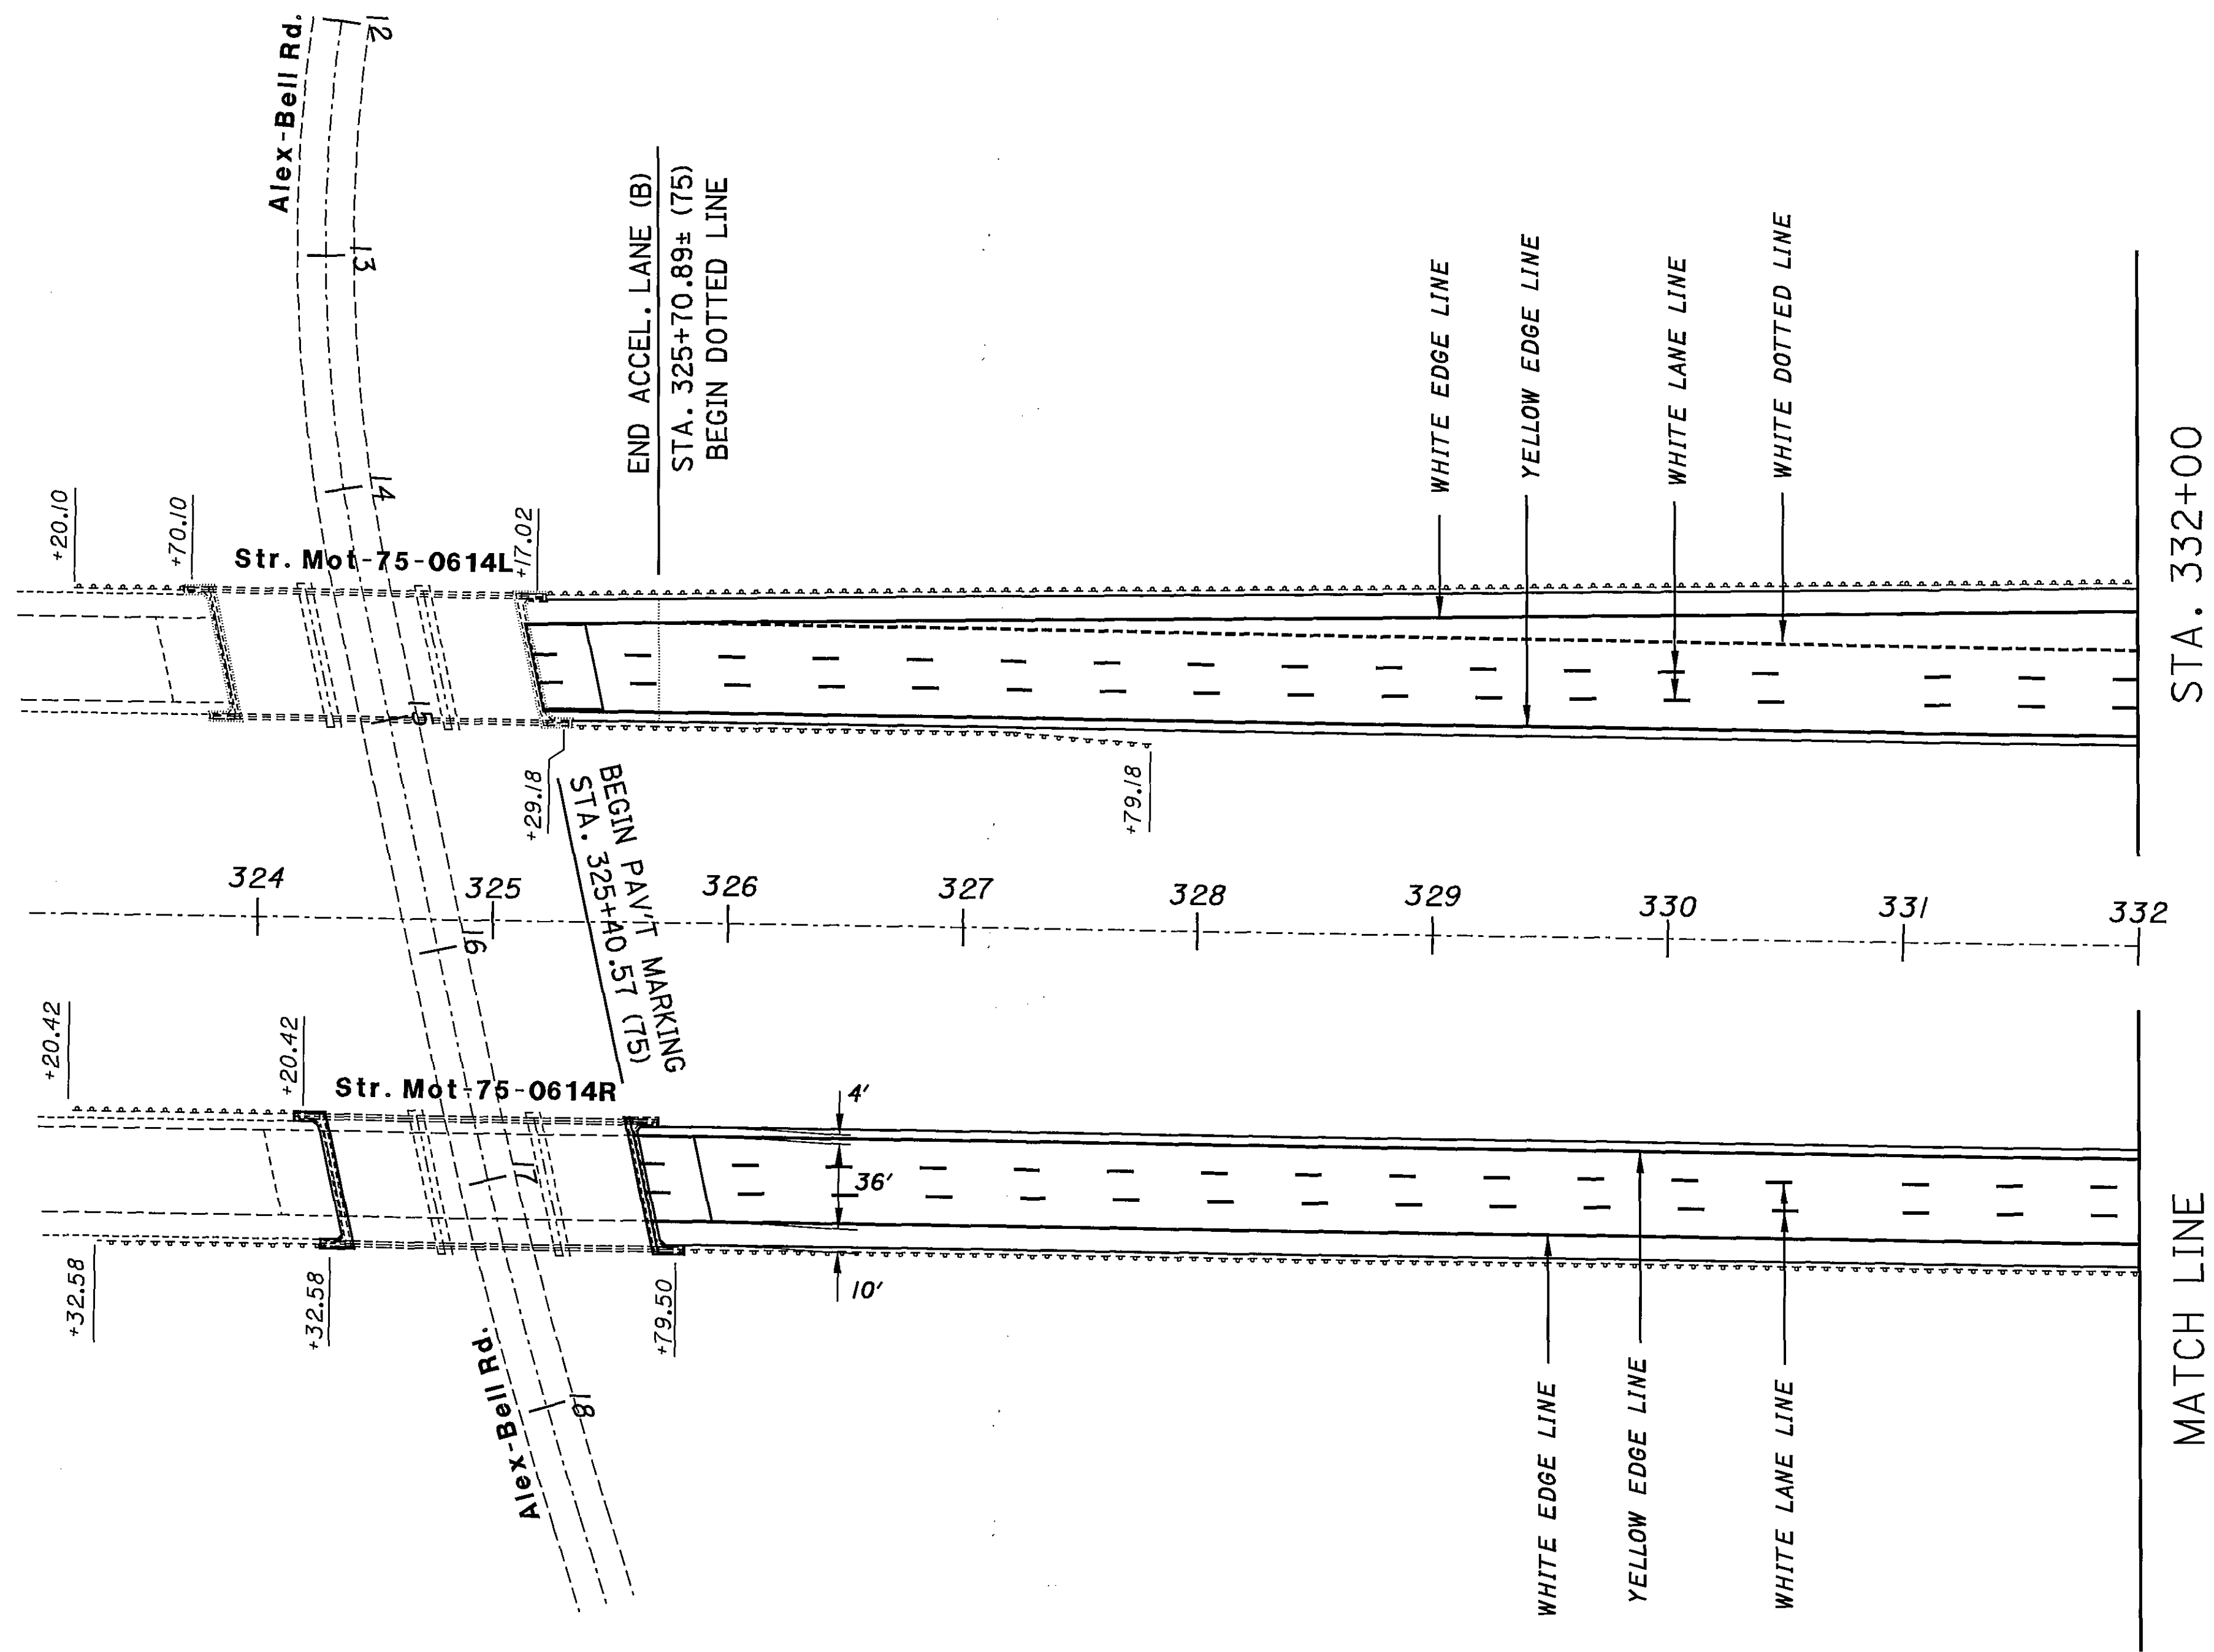 Alex-Bell Rd.
12
13
14
15
16
17
18
END ACCEL. LANE (B)
STA. 325+70.89± (75)
BEGIN DOTTED LINE
WHITE EDGE LINE
YELLOW EDGE LINE
WHITE LANE LINE
WHITE DOTTED LINE
+20.10
+70.10
Str. Mot-75-0614L
+17.02
STA. 332+00
+29.18
BEGIN PAV'T MARKING
STA. 325+40.57 (75)
+79.18
324
325
326
327
328
329
330
331
332
+20.42
+20.42
Str. Mot-75-0614R
4'
36'
10'
+32.58
+32.58
+79.50
Alex-Bell Rd.
WHITE EDGE LINE
YELLOW EDGE LINE
WHITE LANE LINE
MATCH LINE